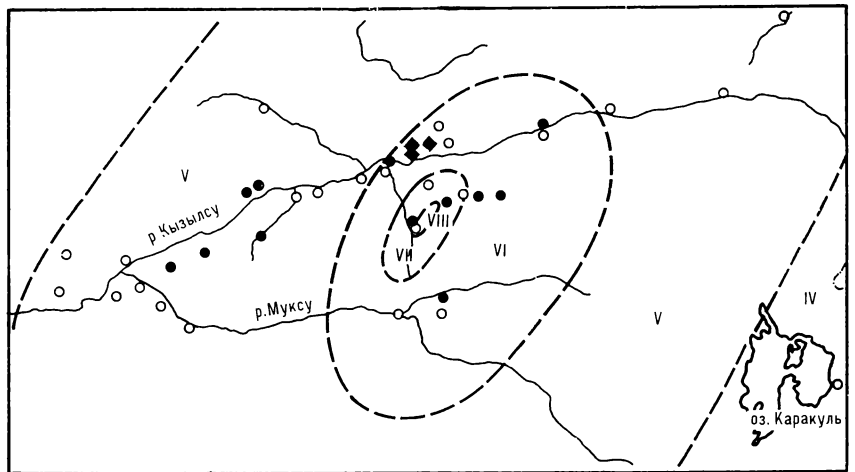 V
р. Кызылсу
VIII
VII
VI
р. Муксу
V
IV
оз. Каракуль